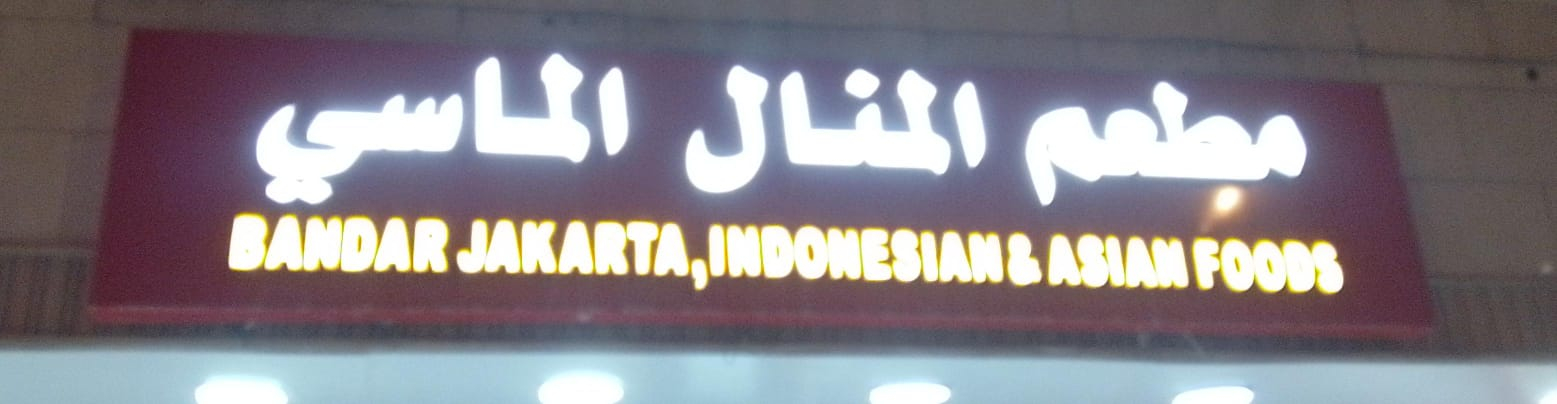 مطعم المنال الماسي
BANDAR JAKARTA, INDONESIAN & ASIAN FOODS